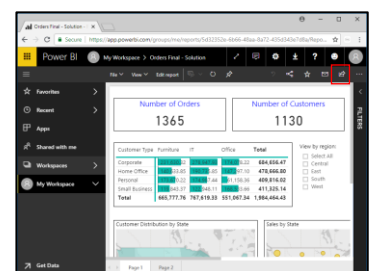 Orders Final - Solution
Secure | https://app.powerbi.com/groups/me/reports/
Power BI
My Workspace > Orders Final - Solution
File View Edit report
Favorites
Recent
Apps
Shared with me
Workspaces
My Workspace
Get Data
Number of Orders
1365
Number of Customers
1130
Customer Type Furniture IT Office Total
Corporate 684,656.47
Home Office 478,666.80
Personal 409,816.02
Small Business 411,325.14
Total 665,777.76 767,619.33 551,067.34 1,984,464.43
View by region:
Select All
Central
East
South
West
FILTERS
Customer Distribution by State
Sales by State
Page 1 Page 2